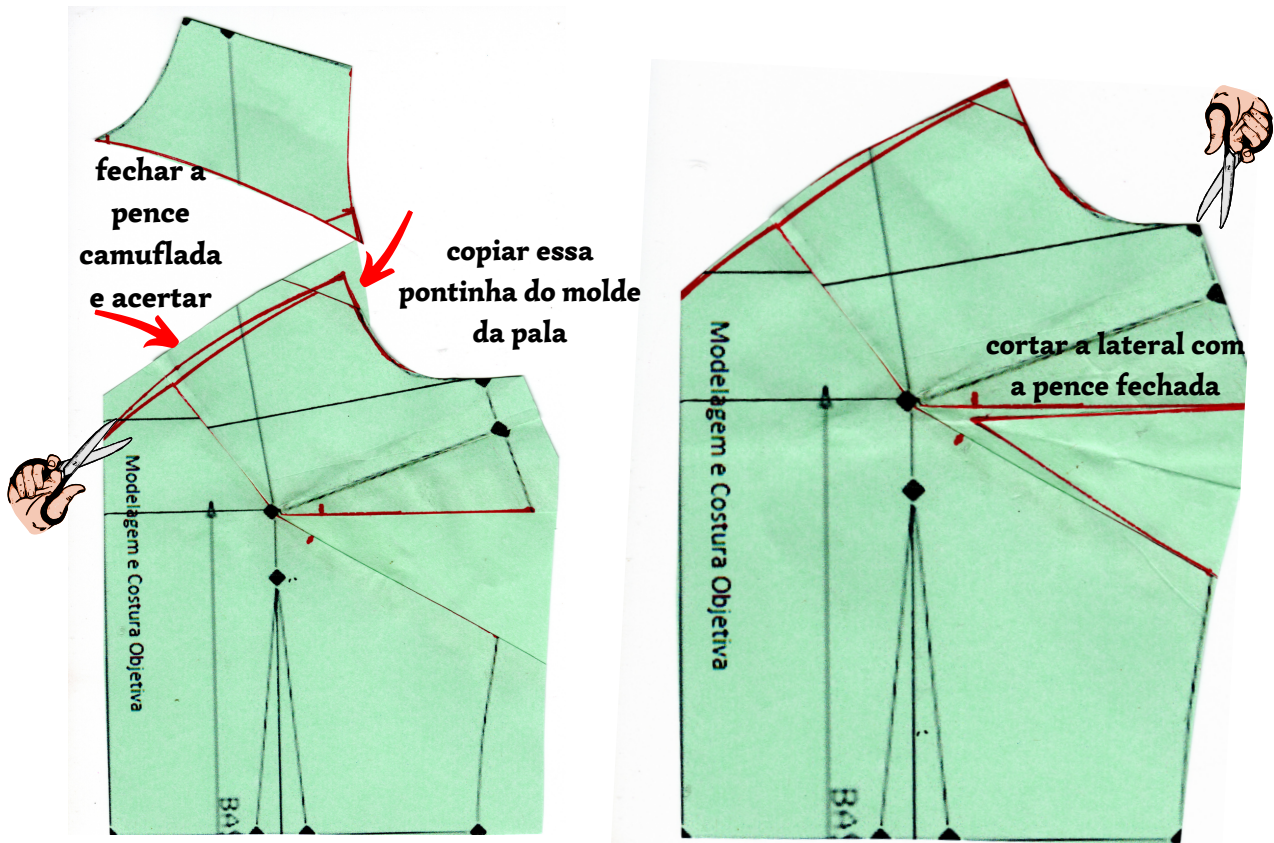 fechar a
pence
camuflada
e acertar
copiar essa
pontinha do molde
da pala
Modelagem e Costura Objetiva
cortar a lateral com
a pence fechada
Modelagem e Costura Objetiva